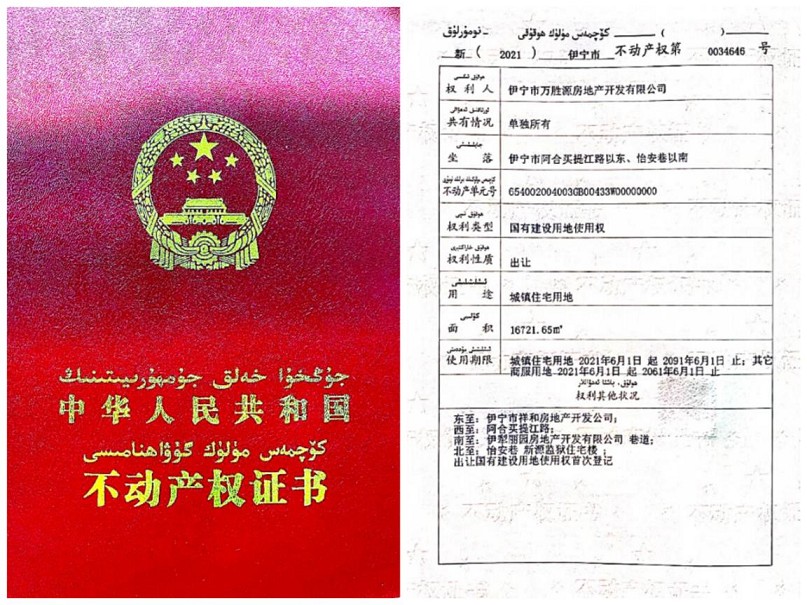 جۇڭخۇا خەلق جۇمھۇرىيىتىنىڭ
中华人民共和国
كۆچمەس مۈلۈك گۇۋاھنامىسى
不动产权证书
كۆچمەس مۈلۈك ھوقۇقى ( ) نومۇرلۇق
新 ( 2021 ) 伊宁市 不动产权第 0034646 号
权利人 伊宁市万胜源房地产开发有限公司
共有情况 单独所有
坐落 伊宁市阿合买提江路以东、怡安巷以南
不动产单元号 654002004003GB00433W00000000
权利类型 国有建设用地使用权
权利性质 出让
用途 城镇住宅用地
面积 16721.65㎡
使用期限 城镇住宅用地 2021年6月1日 起 2091年6月1日 止; 其它
商服用地 2021年6月1日 起 2061年6月1日 止
权利其他状况
东至: 伊宁市祥和房地产开发公司;
西至: 阿合买提江路;
南至: 伊犁丽园房地产开发有限公司 巷道;
北至: 怡安巷 新源监狱住宅楼 ;
出让国有建设用地使用权首次登记